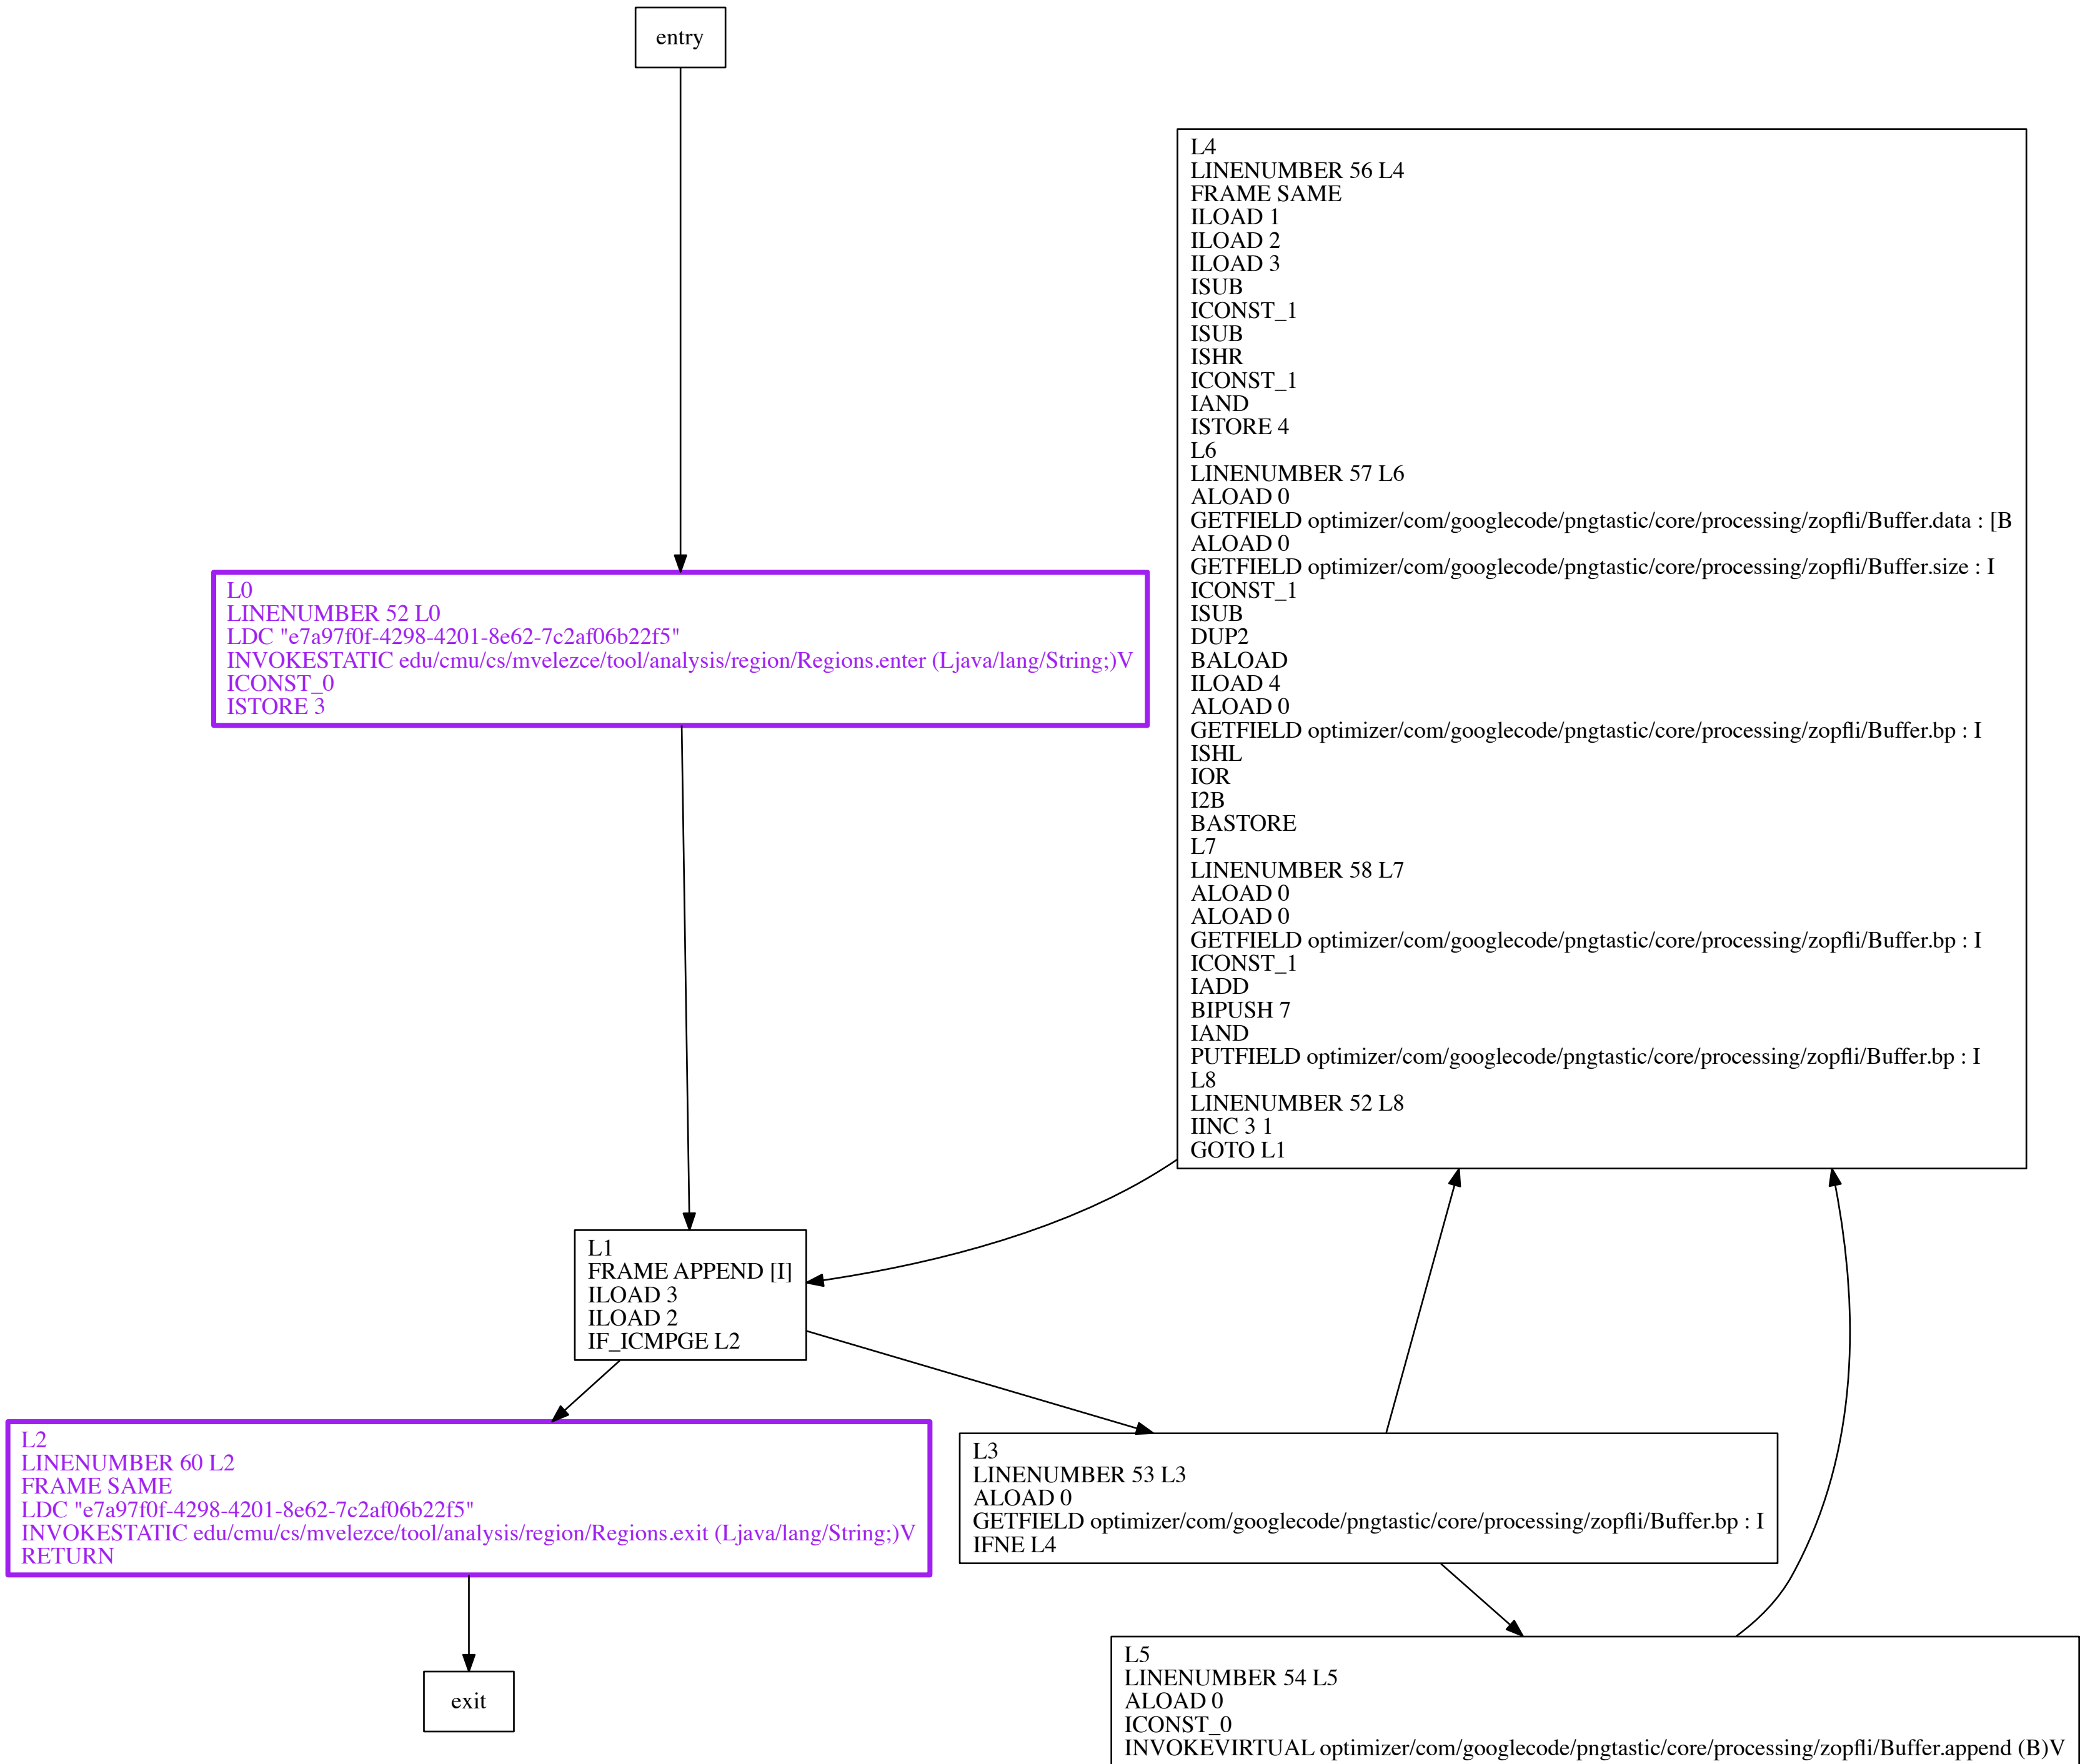 entry
L4
LINENUMBER 56 L4
FRAME SAME
ILOAD 1
ILOAD 2
ILOAD 3
ISUB
ICONST_1
ISUB
ISHR
ICONST_1
IAND
ISTORE 4
L6
LINENUMBER 57 L6
ALOAD 0
GETFIELD optimizer/com/googlecode/pngtastic/core/processing/zopfli/Buffer.data : [B
ALOAD 0
GETFIELD optimizer/com/googlecode/pngtastic/core/processing/zopfli/Buffer.size : I
ICONST_1
ISUB
DUP2
BALOAD
ILOAD 4
ALOAD 0
GETFIELD optimizer/com/googlecode/pngtastic/core/processing/zopfli/Buffer.bp : I
ISHL
IOR
I2B
BASTORE
L7
LINENUMBER 58 L7
ALOAD 0
ALOAD 0
GETFIELD optimizer/com/googlecode/pngtastic/core/processing/zopfli/Buffer.bp : I
ICONST_1
IADD
BIPUSH 7
IAND
PUTFIELD optimizer/com/googlecode/pngtastic/core/processing/zopfli/Buffer.bp : I
L8
LINENUMBER 52 L8
IINC 3 1
GOTO L1
L0
LINENUMBER 52 L0
LDC "e7a97f0f-4298-4201-8e62-7c2af06b22f5"
INVOKESTATIC edu/cmu/cs/mvelezce/tool/analysis/region/Regions.enter (Ljava/lang/String;)V
ICONST_0
ISTORE 3
L1
FRAME APPEND [I]
ILOAD 3
ILOAD 2
IF_ICMPGE L2
L2
LINENUMBER 60 L2
FRAME SAME
LDC "e7a97f0f-4298-4201-8e62-7c2af06b22f5"
INVOKESTATIC edu/cmu/cs/mvelezce/tool/analysis/region/Regions.exit (Ljava/lang/String;)V
RETURN
L3
LINENUMBER 53 L3
ALOAD 0
GETFIELD optimizer/com/googlecode/pngtastic/core/processing/zopfli/Buffer.bp : I
IFNE L4
exit
L5
LINENUMBER 54 L5
ALOAD 0
ICONST_0
INVOKEVIRTUAL optimizer/com/googlecode/pngtastic/core/processing/zopfli/Buffer.append (B)V